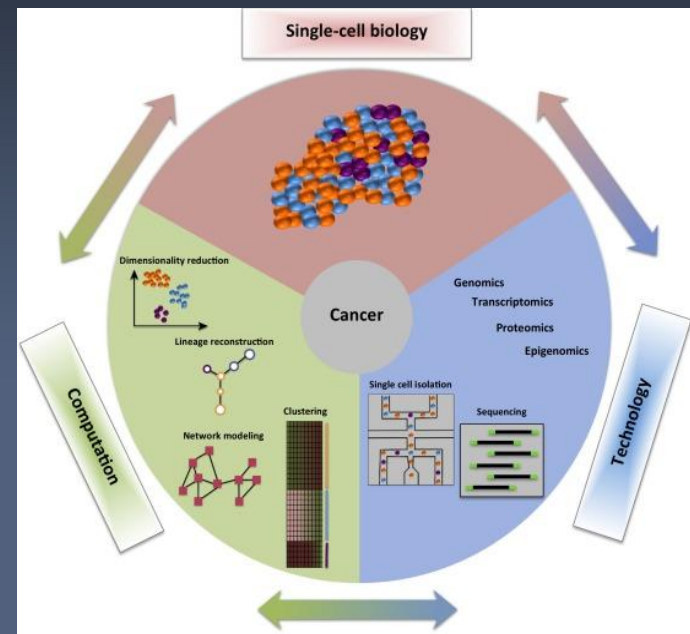 Single-cell biology
Dimensionality reduction
Lineage reconstruction
Network modeling
Clustering
Cancer
Genomics
Transcriptomics
Proteomics
Epigenomics
Single cell isolation
Sequencing
Computation
Technology